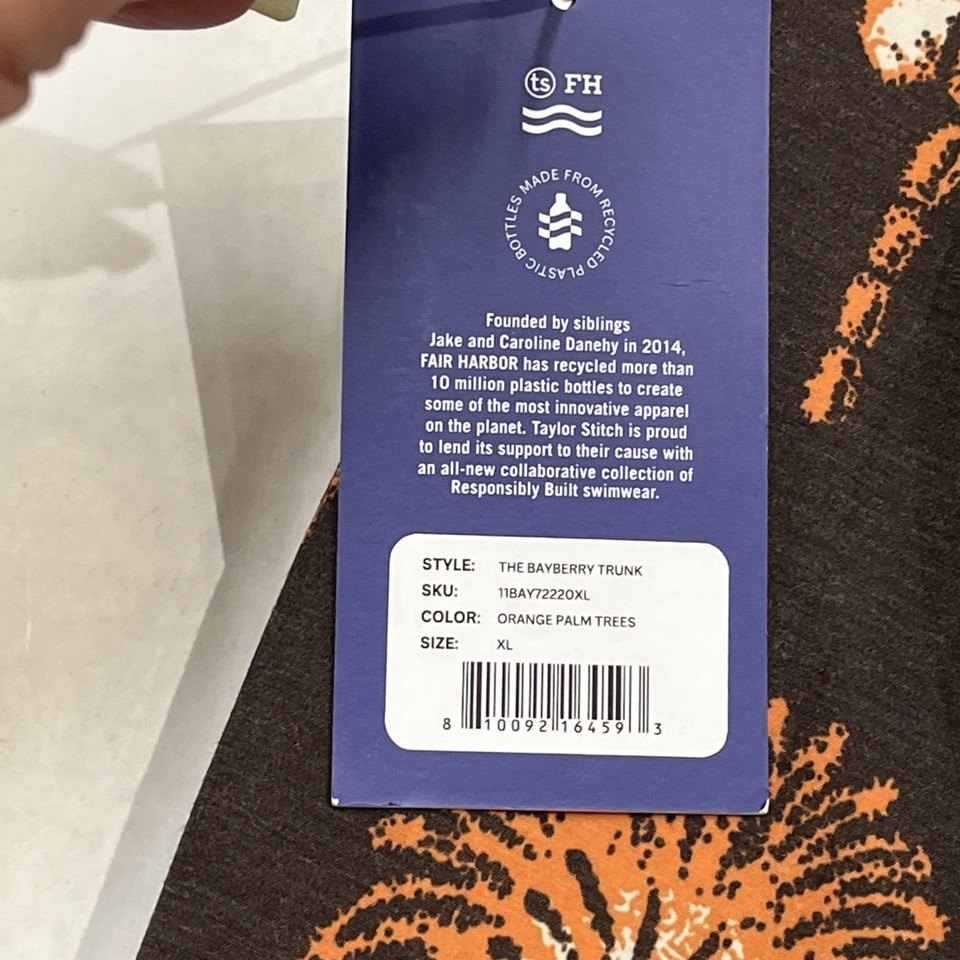 ts FH
MADE FROM RECYCLED PLASTIC BOTTLES
Founded by siblings
Jake and Caroline Danehy in 2014,
FAIR HARBOR has recycled more than
10 million plastic bottles to create
some of the most innovative apparel
on the planet. Taylor Stitch is proud
to lend its support to their cause with
an all-new collaborative collection of
Responsibly Built swimwear.
STYLE: THE BAYBERRY TRUNK
SKU: 11BAY72220XL
COLOR: ORANGE PALM TREES
SIZE: XL
8 10092 16459 3